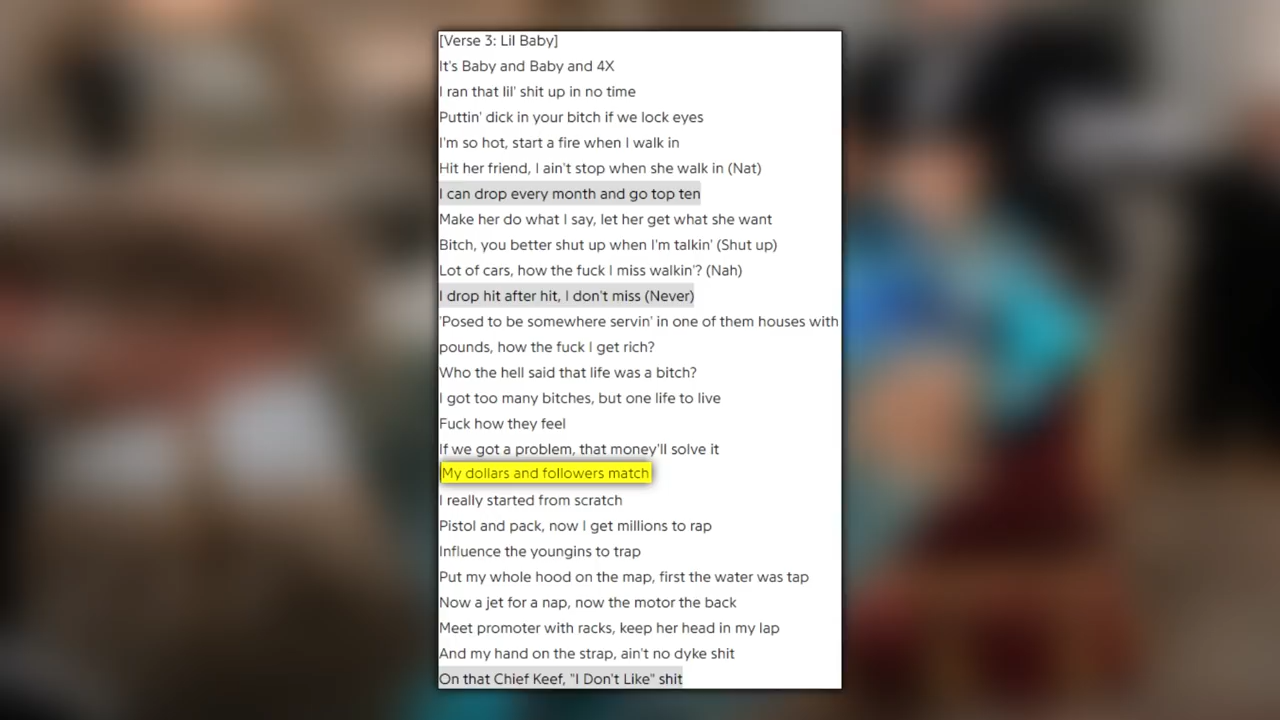 [Verse 3: Lil Baby]
It's Baby and Baby and 4X
I ran that lil' shit up in no time
Puttin' dick in your bitch if we lock eyes
I'm so hot, start a fire when I walk in
Hit her friend, I ain't stop when she walk in (Nat)
I can drop every month and go top ten
Make her do what I say, let her get what she want
Bitch, you better shut up when I'm talkin' (Shut up)
Lot of cars, how the fuck I miss walkin'? (Nah)
I drop hit after hit, I don't miss (Never)
'Posed to be somewhere servin' in one of them houses with
pounds, how the fuck I get rich?
Who the hell said that life was a bitch?
I got too many bitches, but one life to live
Fuck how they feel
If we got a problem, that money'll solve it
My dollars and followers match
I really started from scratch
Pistol and pack, now I get millions to rap
Influence the youngins to trap
Put my whole hood on the map, first the water was tap
Now a jet for a nap, now the motor the back
Meet promoter with racks, keep her head in my lap
And my hand on the strap, ain't no dyke shit
On that Chief Keef, "I Don't Like" shit